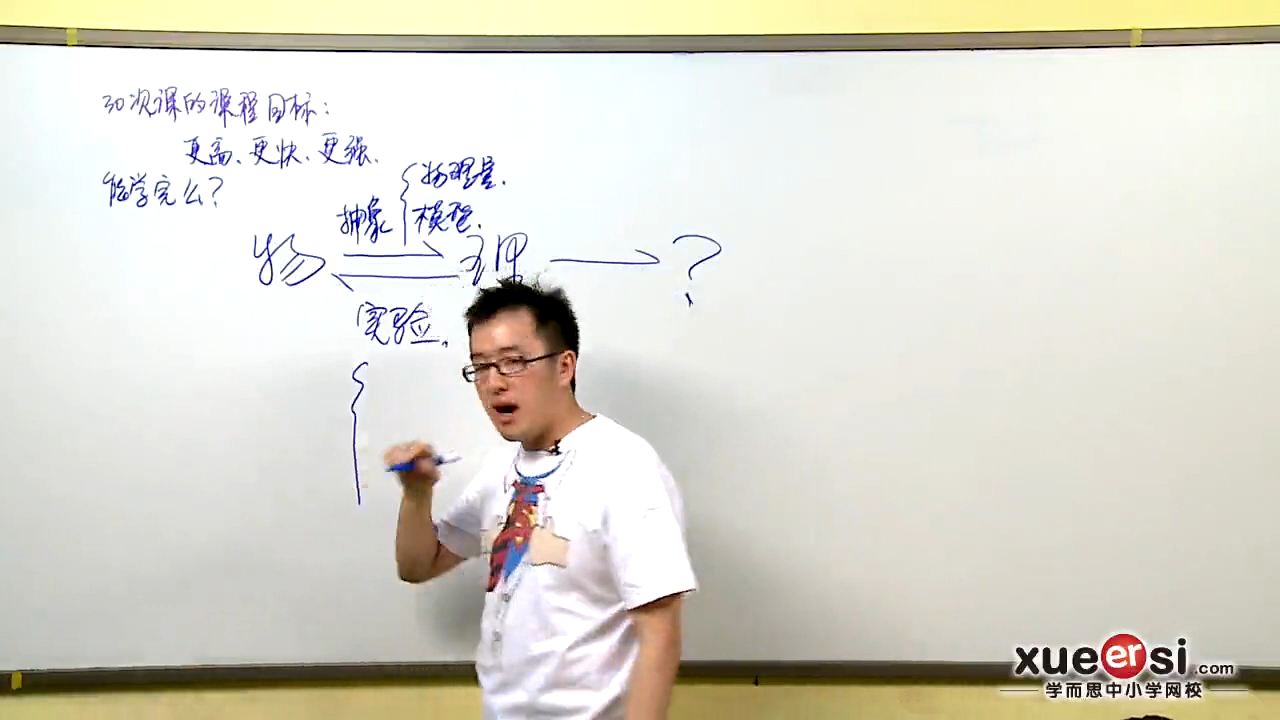 30次课的课程目标：
更高、更快、更强.
能学完么？
物理量.
抽象 模型.
物 理 ?
实验.
xueersi.com
学而思中小学网校